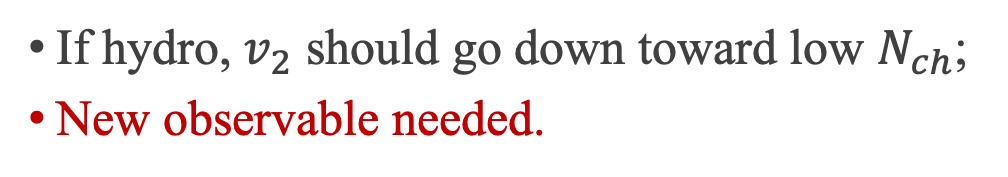 • If hydro, 𝑣₂ should go down toward low 𝑁𝑐ℎ;
• New observable needed.